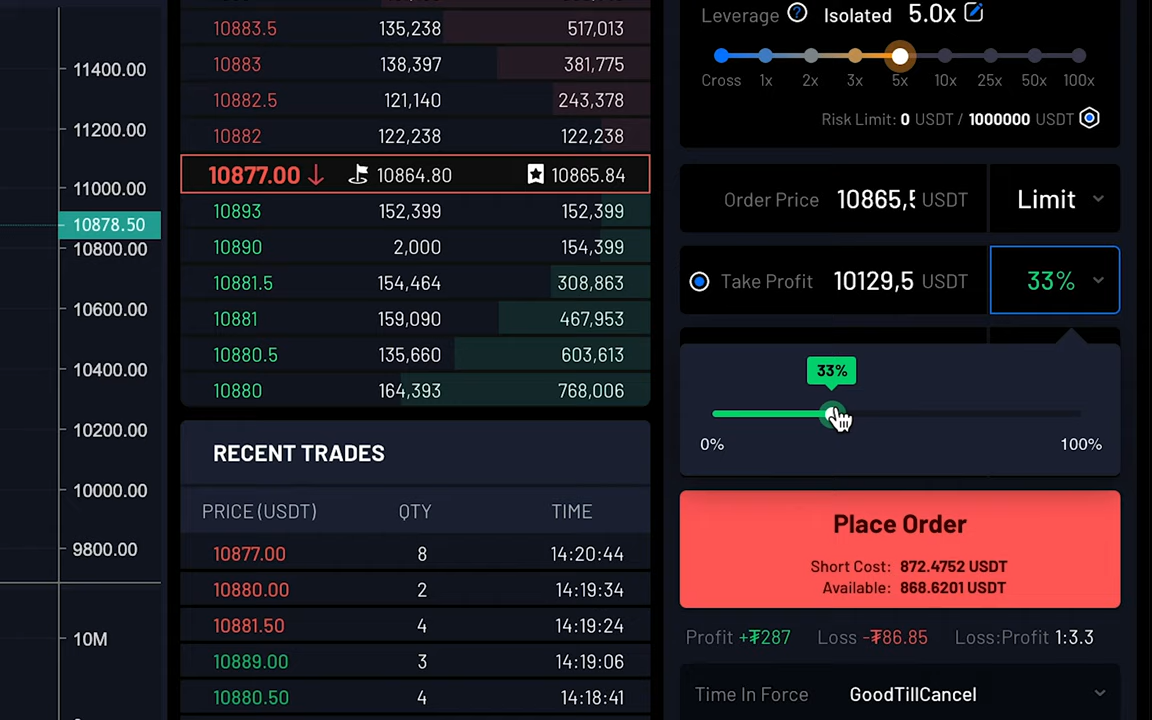 11400.00
11200.00
11000.00
10878.50
10800.00
10600.00
10400.00
10200.00
10000.00
9800.00
10M
10883.5 135,238 517,013
10883 138,397 381,775
10882.5 121,140 243,378
10882 122,238 122,238
10877.00 ↓ 10864.80 10865.84
10893 152,399 152,399
10890 2,000 154,399
10881.5 154,464 308,863
10881 159,090 467,953
10880.5 135,660 603,613
10880 164,393 768,006
RECENT TRADES
PRICE (USDT) QTY TIME
10877.00 8 14:20:44
10880.00 2 14:19:34
10881.50 4 14:19:24
10889.00 3 14:19:06
10880.50 4 14:18:41
Leverage ? Isolated 5.0x
Cross 1x 2x 3x 5x 10x 25x 50x 100x
Risk Limit: 0 USDT / 1000000 USDT
Order Price 10865,5 USDT Limit
Take Profit 10129,5 USDT 33%
33%
0% 100%
Place Order
Short Cost: 872.4752 USDT
Available: 868.6201 USDT
Profit +₮287 Loss -₮86.85 Loss:Profit 1:3.3
Time In Force GoodTillCancel